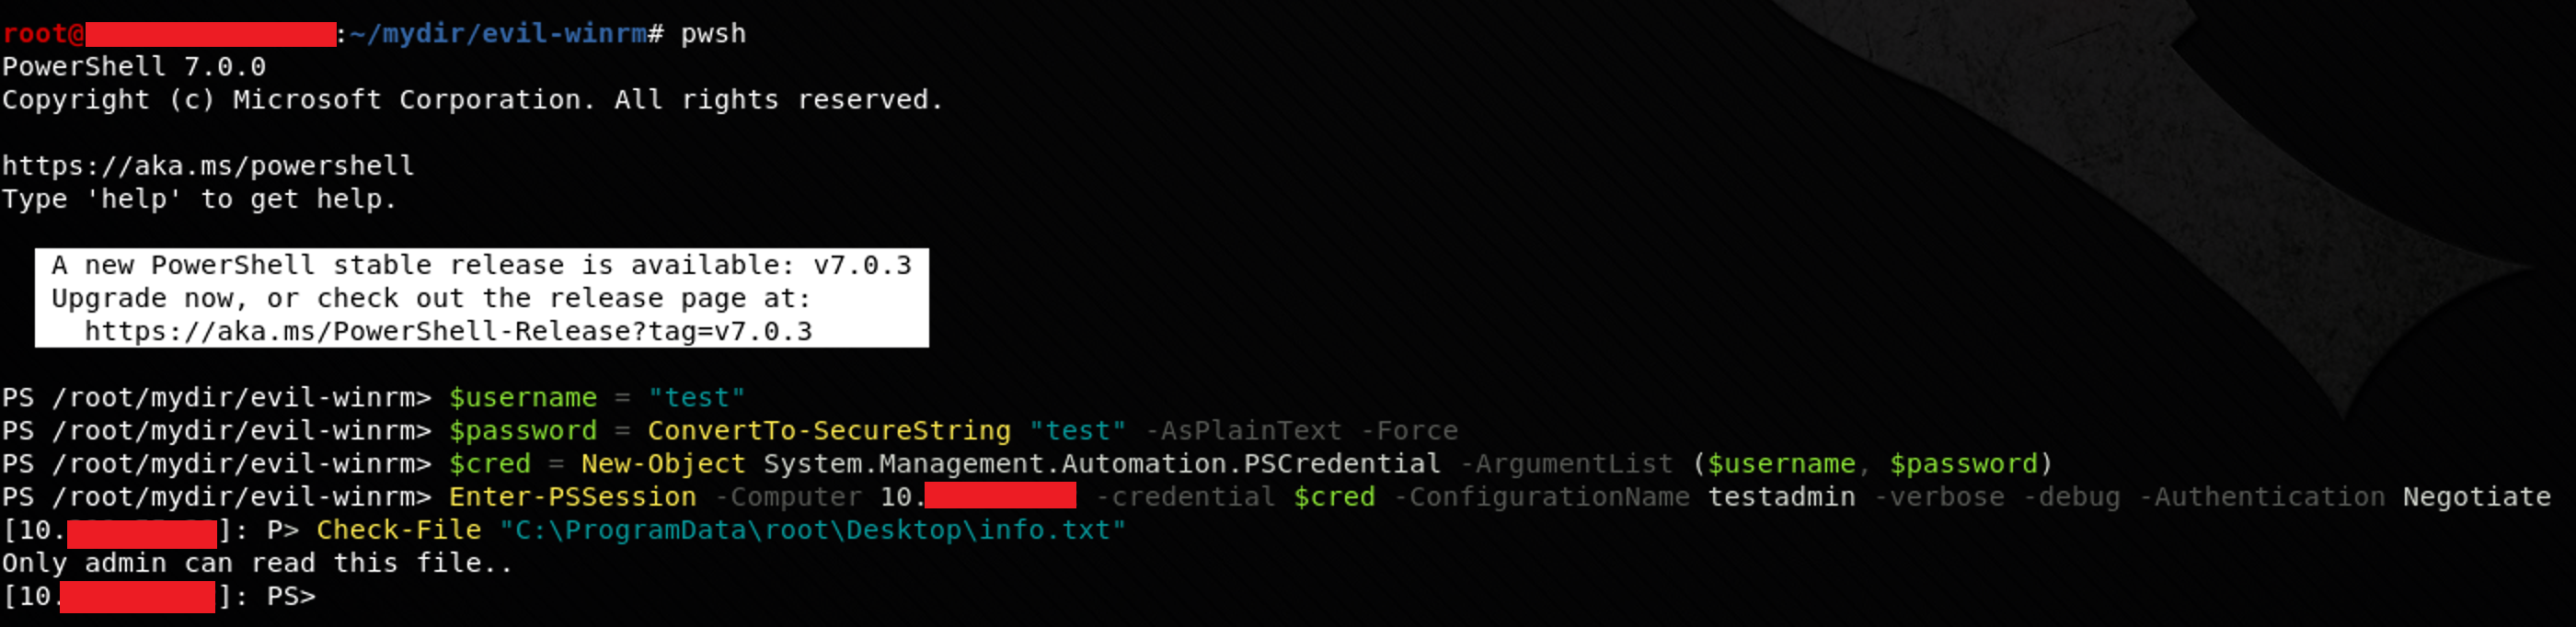 root@:~/mydir/evil-winrm# pwsh
PowerShell 7.0.0
Copyright (c) Microsoft Corporation. All rights reserved.
https://aka.ms/powershell
Type 'help' to get help.
A new PowerShell stable release is available: v7.0.3
Upgrade now, or check out the release page at:
https://aka.ms/PowerShell-Release?tag=v7.0.3
PS /root/mydir/evil-winrm> $username = "test"
PS /root/mydir/evil-winrm> $password = ConvertTo-SecureString "test" -AsPlainText -Force
PS /root/mydir/evil-winrm> $cred = New-Object System.Management.Automation.PSCredential -ArgumentList ($username, $password)
PS /root/mydir/evil-winrm> Enter-PSSession -Computer 10. -credential $cred -ConfigurationName testadmin -verbose -debug -Authentication Negotiate
[10.]: P> Check-File "C:\ProgramData\root\Desktop\info.txt"
Only admin can read this file..
[10.]: PS>